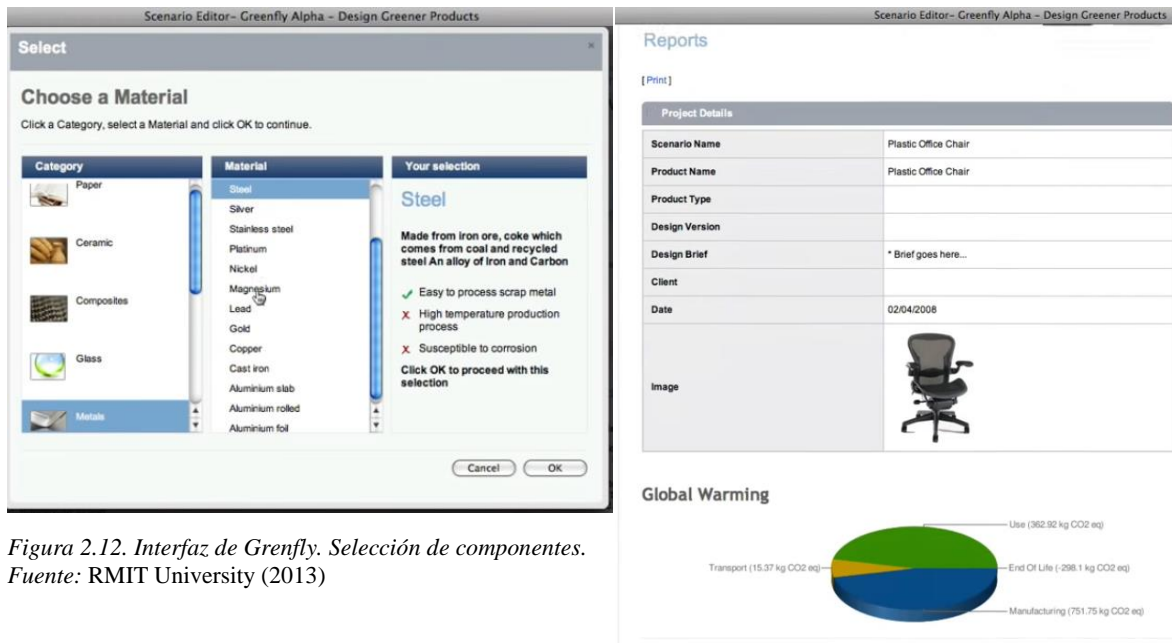 Scenario Editor- Greenfly Alpha - Design Greener Products
Select
×
Choose a Material
Click a Category, select a Material and click OK to continue.
Category
Material
Your selection
Paper
Ceramic
Composites
Glass
Metals
Steel
Silver
Stainless steel
Platinum
Nickel
Magnesium
Lead
Gold
Copper
Cast iron
Aluminium slab
Aluminium rolled
Aluminium foil
Steel
Made from iron ore, coke which
comes from coal and recycled
steel An alloy of Iron and Carbon
Easy to process scrap metal
X High temperature production
process
X Susceptible to corrosion
Click OK to proceed with this
selection
Cancel
OK
Figura 2.12. Interfaz de Grenfly. Selección de componentes.
Fuente: RMIT University (2013)
Scenario Editor- Greenfly Alpha - Design Greener Products
Reports
[ Print ]
Project Details
Scenario Name Plastic Office Chair
Product Name Plastic Office Chair
Product Type
Design Version
Design Brief * Brief goes here...
Client
Date 02/04/2008
Image
Global Warming
Use (362.92 kg CO2 eq)
Transport (15.37 kg CO2 eq)
End Of Life (-298.1 kg CO2 eq)
Manufacturing (751.75 kg CO2 eq)